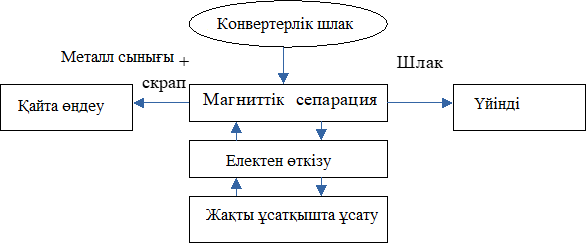 Конвертерлік шлак
Металл сынығы +
скрап
Шлак
Қайта өңдеу
Магниттік сепарация
Үйінді
Електен өткізу
Жақты ұсатқышта ұсату